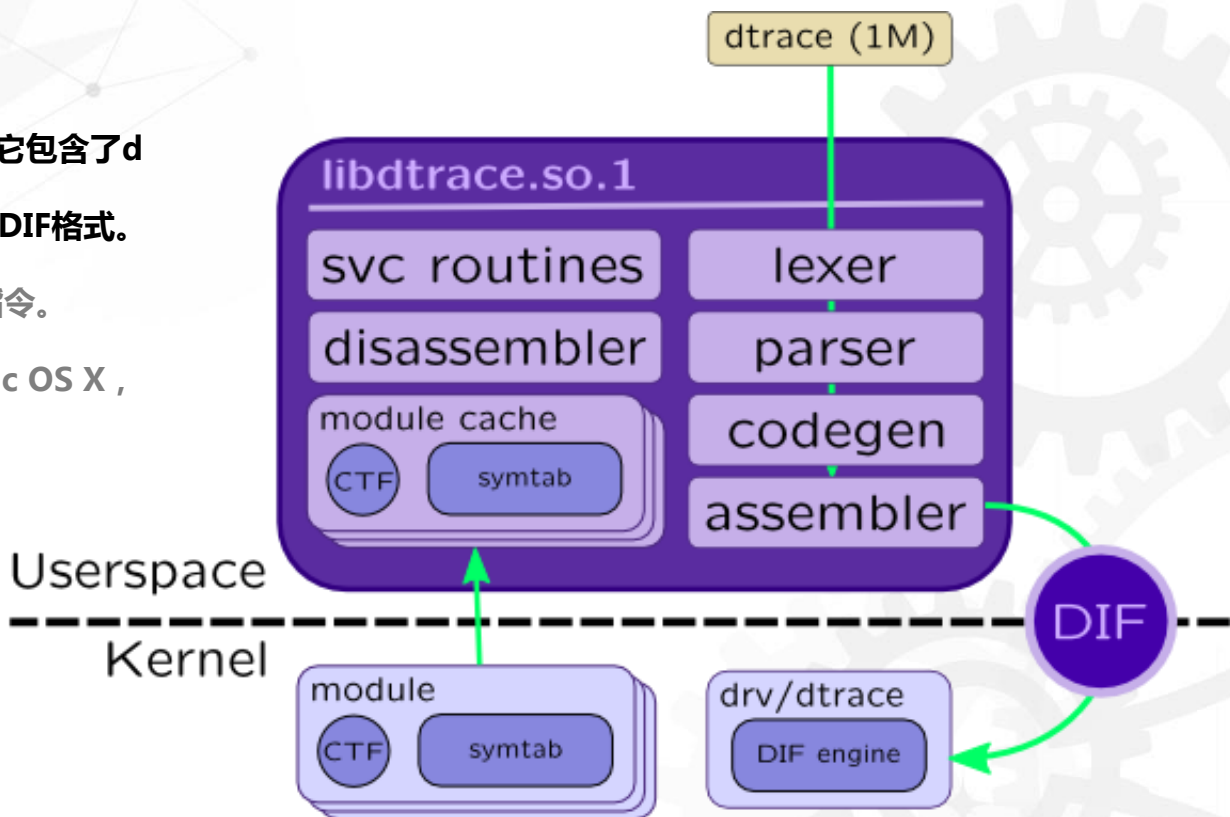 它包含了d
DIF格式。
令。
c OS X，
dtrace (1M)
libdtrace.so.1
svc routines
lexer
disassembler
parser
module cache
CTF
symtab
codegen
assembler
Userspace
DIF
Kernel
module
CTF
symtab
drv/dtrace
DIF engine